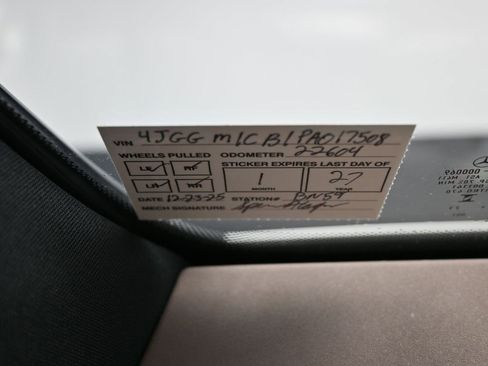 VIN 4JGGM1CB1PA017508
WHEELS PULLED ODOMETER 22604
STICKER EXPIRES LAST DAY OF
LF RF
LR RR
1 27
MONTH YEAR
DATE 12-23-25 STATION# DN59
MECH SIGNATURE